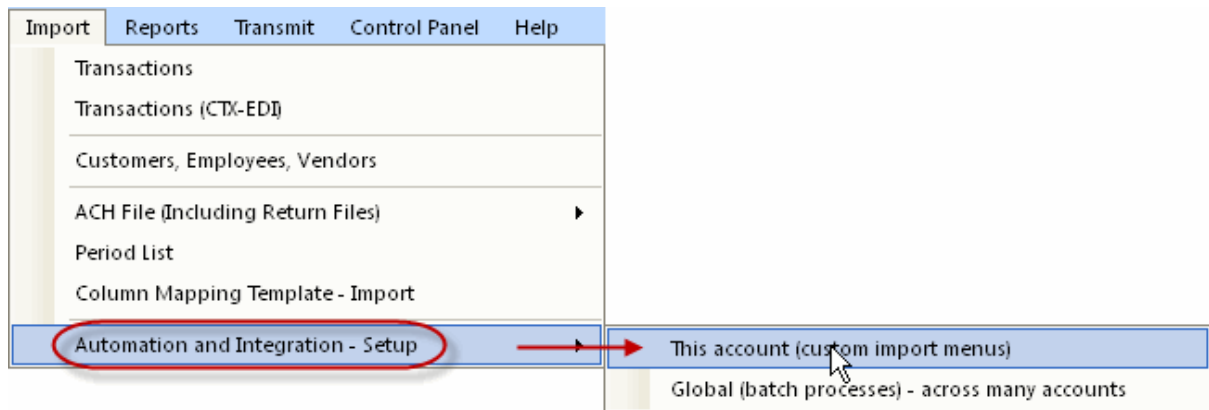 Import Reports Transmit Control Panel Help
Transactions
Transactions (CTX-EDI)
Customers, Employees, Vendors
ACH File (Including Return Files)
Period List
Column Mapping Template - Import
Automation and Integration - Setup
This account (custom import menus)
Global (batch processes) - across many accounts